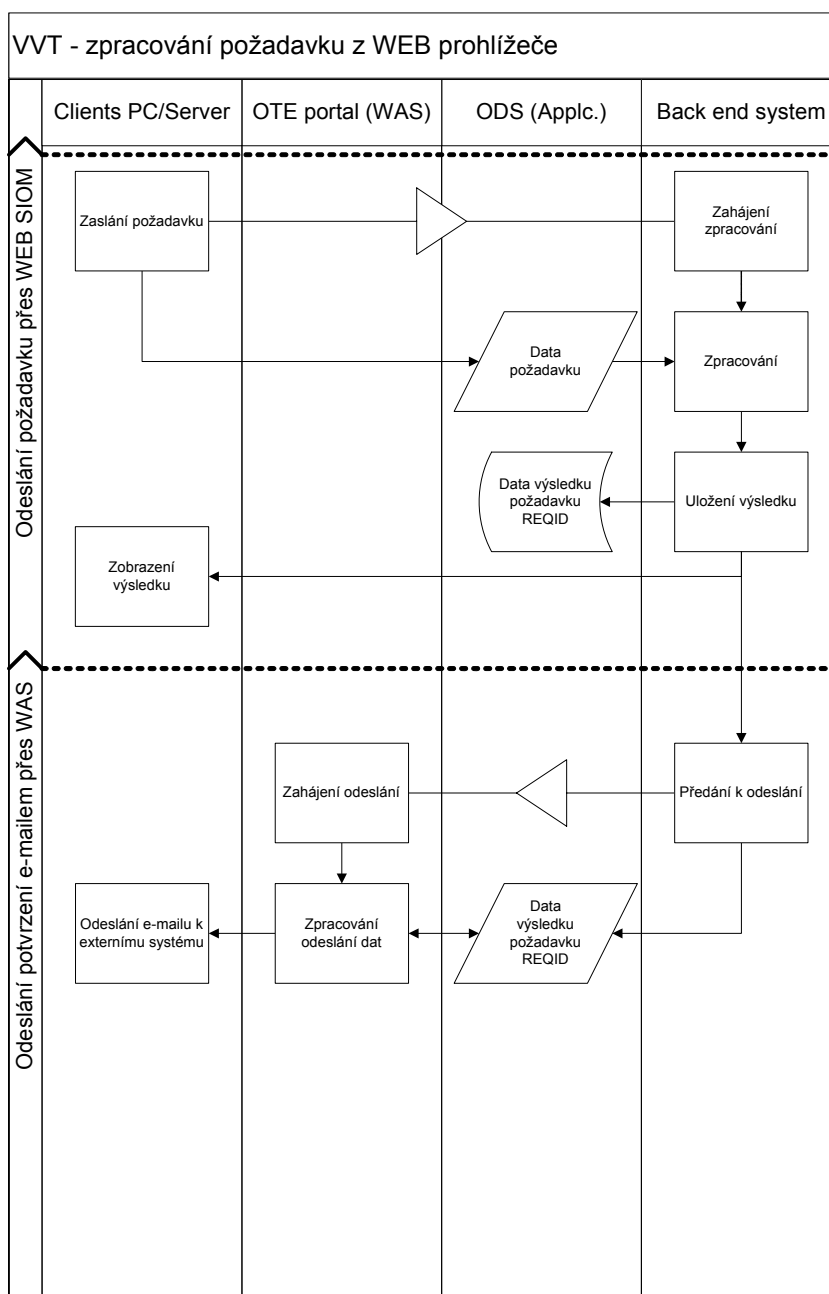 VVT - zpracování požadavku z WEB prohlížeče
Clients PC/Server
OTE portal (WAS)
ODS (Applc.)
Back end system
Odeslání požadavku přes WEB SIOM
Zaslání požadavku
Zahájení
zpracování
Data
požadavku
Zpracování
Data výsledku
požadavku
REQID
Uložení výsledku
Zobrazení
výsledku
Odeslání potvrzení e-mailem přes WAS
Zahájení odeslání
Předání k odeslání
Odeslání e-mailu k
externímu systému
Zpracování
odeslání dat
Data
výsledku
požadavku
REQID